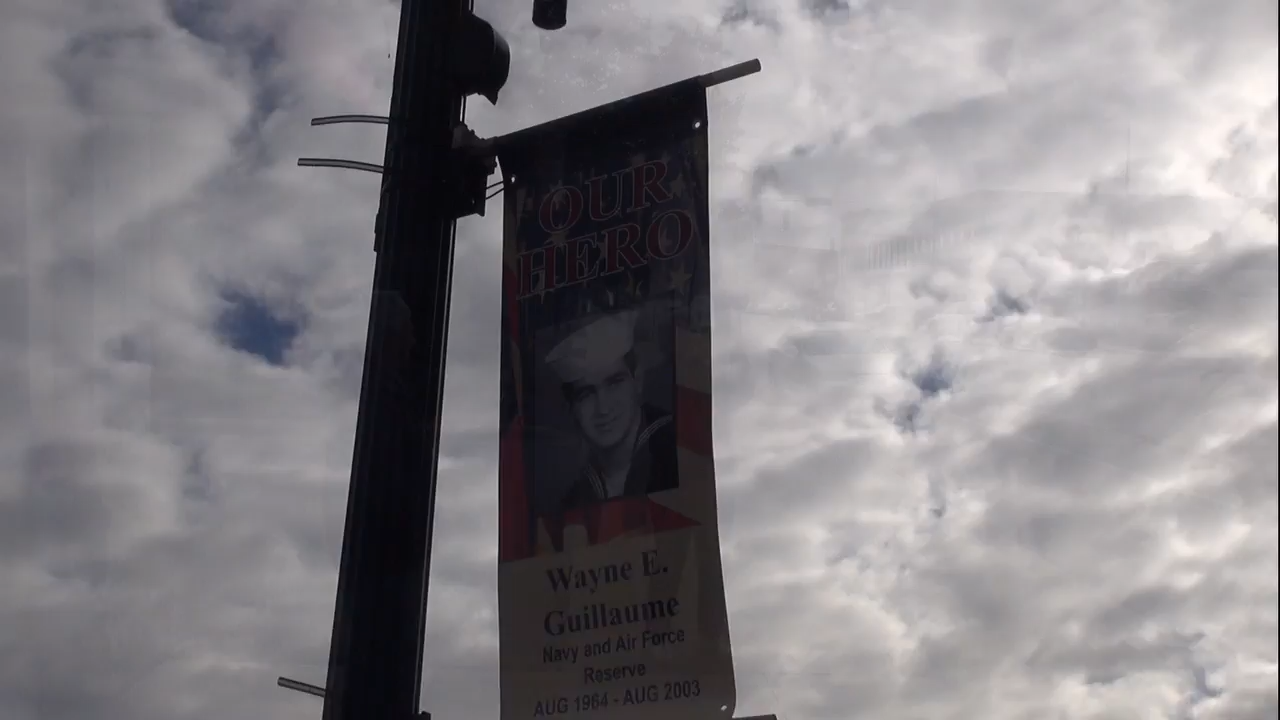 OUR
HERO
Wayne E.
Guillaume
Navy and Air Force
Reserve
AUG 1964 - AUG 2003